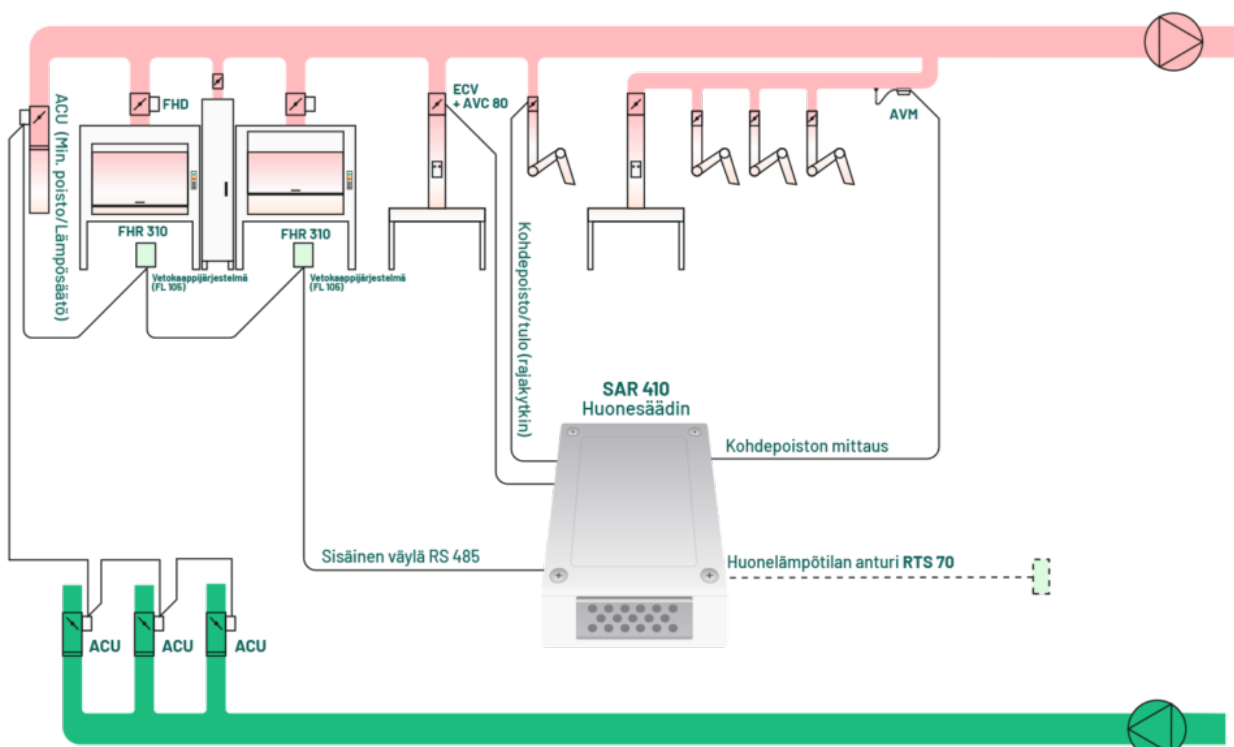 ACU (Min. poisto/Lämpösäätö)
FHD
ECV
+ AVC 80
AVM
FHR 310
Vetokaappijärjestelmä
(FL 105)
FHR 310
Vetokaappijärjestelmä
(FL 105)
Kohdepoisto/tulo (rajakytkin)
SAR 410
Huonesäädin
Kohdepoiston mittaus
Sisäinen väylä RS 485
Huonelämpötilan anturi RTS 70
ACU
ACU
ACU